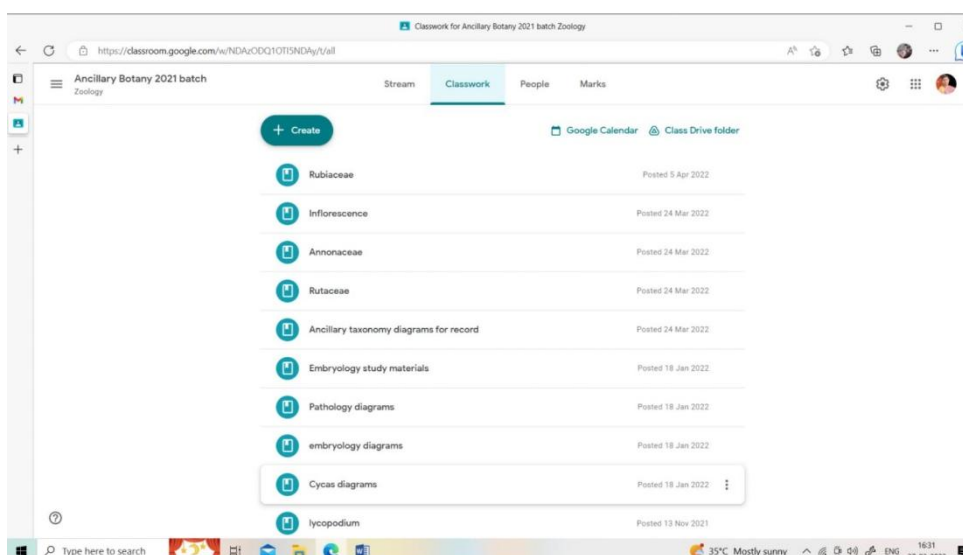 Classwork for Ancillary Botany 2021 batch Zoology
https://classroom.google.com/w/NDAzODQ1OTI5NDAy/t/all
Ancillary Botany 2021 batch
Zoology
Stream Classwork People Marks
+ Create
Google Calendar Class Drive folder
Rubiaceae Posted 5 Apr 2022
Inflorescence Posted 24 Mar 2022
Annonaceae Posted 24 Mar 2022
Rutaceae Posted 24 Mar 2022
Ancillary taxonomy diagrams for record Posted 24 Mar 2022
Embryology study materials Posted 18 Jan 2022
Pathology diagrams Posted 18 Jan 2022
embryology diagrams Posted 18 Jan 2022
Cycas diagrams Posted 18 Jan 2022
lycopodium Posted 13 Nov 2021
Type here to search 35°C Mostly sunny ENG 16:31